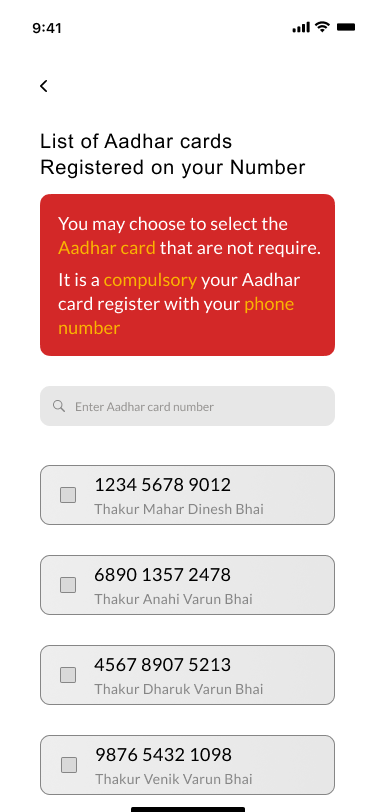 9:41
List of Aadhar cards
Registered on your Number
You may choose to select the
Aadhar card that are not require.
It is a compulsory your Aadhar
card register with your phone
number
Enter Aadhar card number
1234 5678 9012
Thakur Mahar Dinesh Bhai
6890 1357 2478
Thakur Anahi Varun Bhai
4567 8907 5213
Thakur Dharuk Varun Bhai
9876 5432 1098
Thakur Venik Varun Bhai